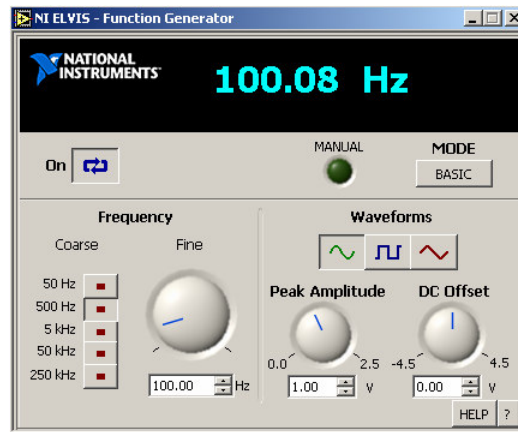 NI ELVIS - Function Generator
NATIONAL
INSTRUMENTS™
100.08 Hz
On
MANUAL
MODE
BASIC
Frequency
Coarse
Fine
50 Hz
500 Hz
5 kHz
50 kHz
250 kHz
100.00 Hz
Waveforms
Peak Amplitude
DC Offset
0.0 2.5
-4.5 4.5
1.00 V
0.00 V
HELP ?